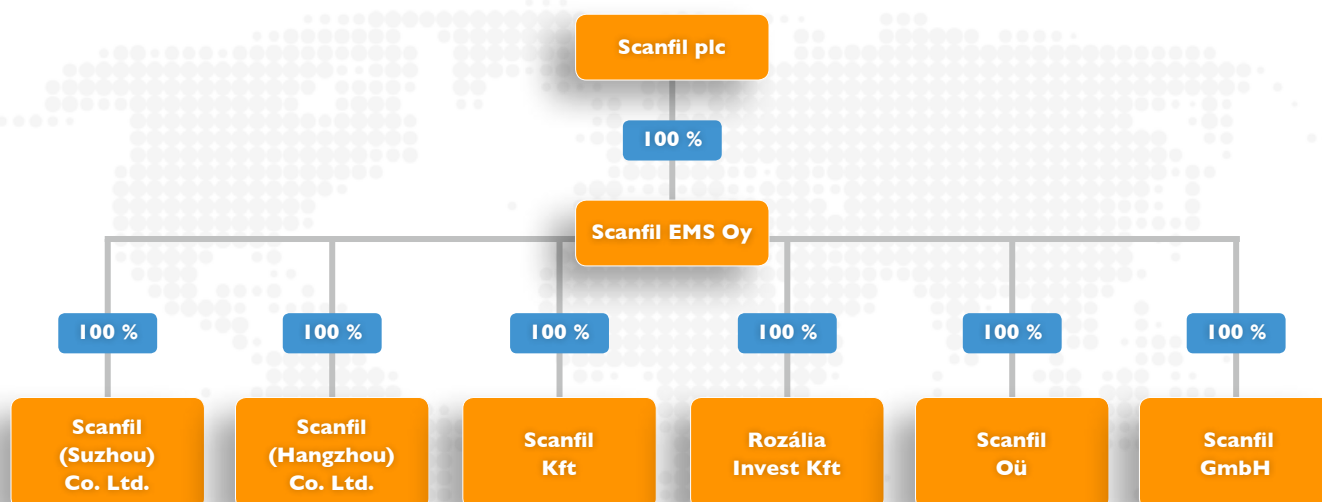 Scanfil plc
100 %
Scanfil EMS Oy
100 %
100 %
100 %
100 %
100 %
100 %
Scanfil
(Suzhou)
Co. Ltd.
Scanfil
(Hangzhou)
Co. Ltd.
Scanfil
Kft
Rozália
Invest Kft
Scanfil
Oü
Scanfil
GmbH